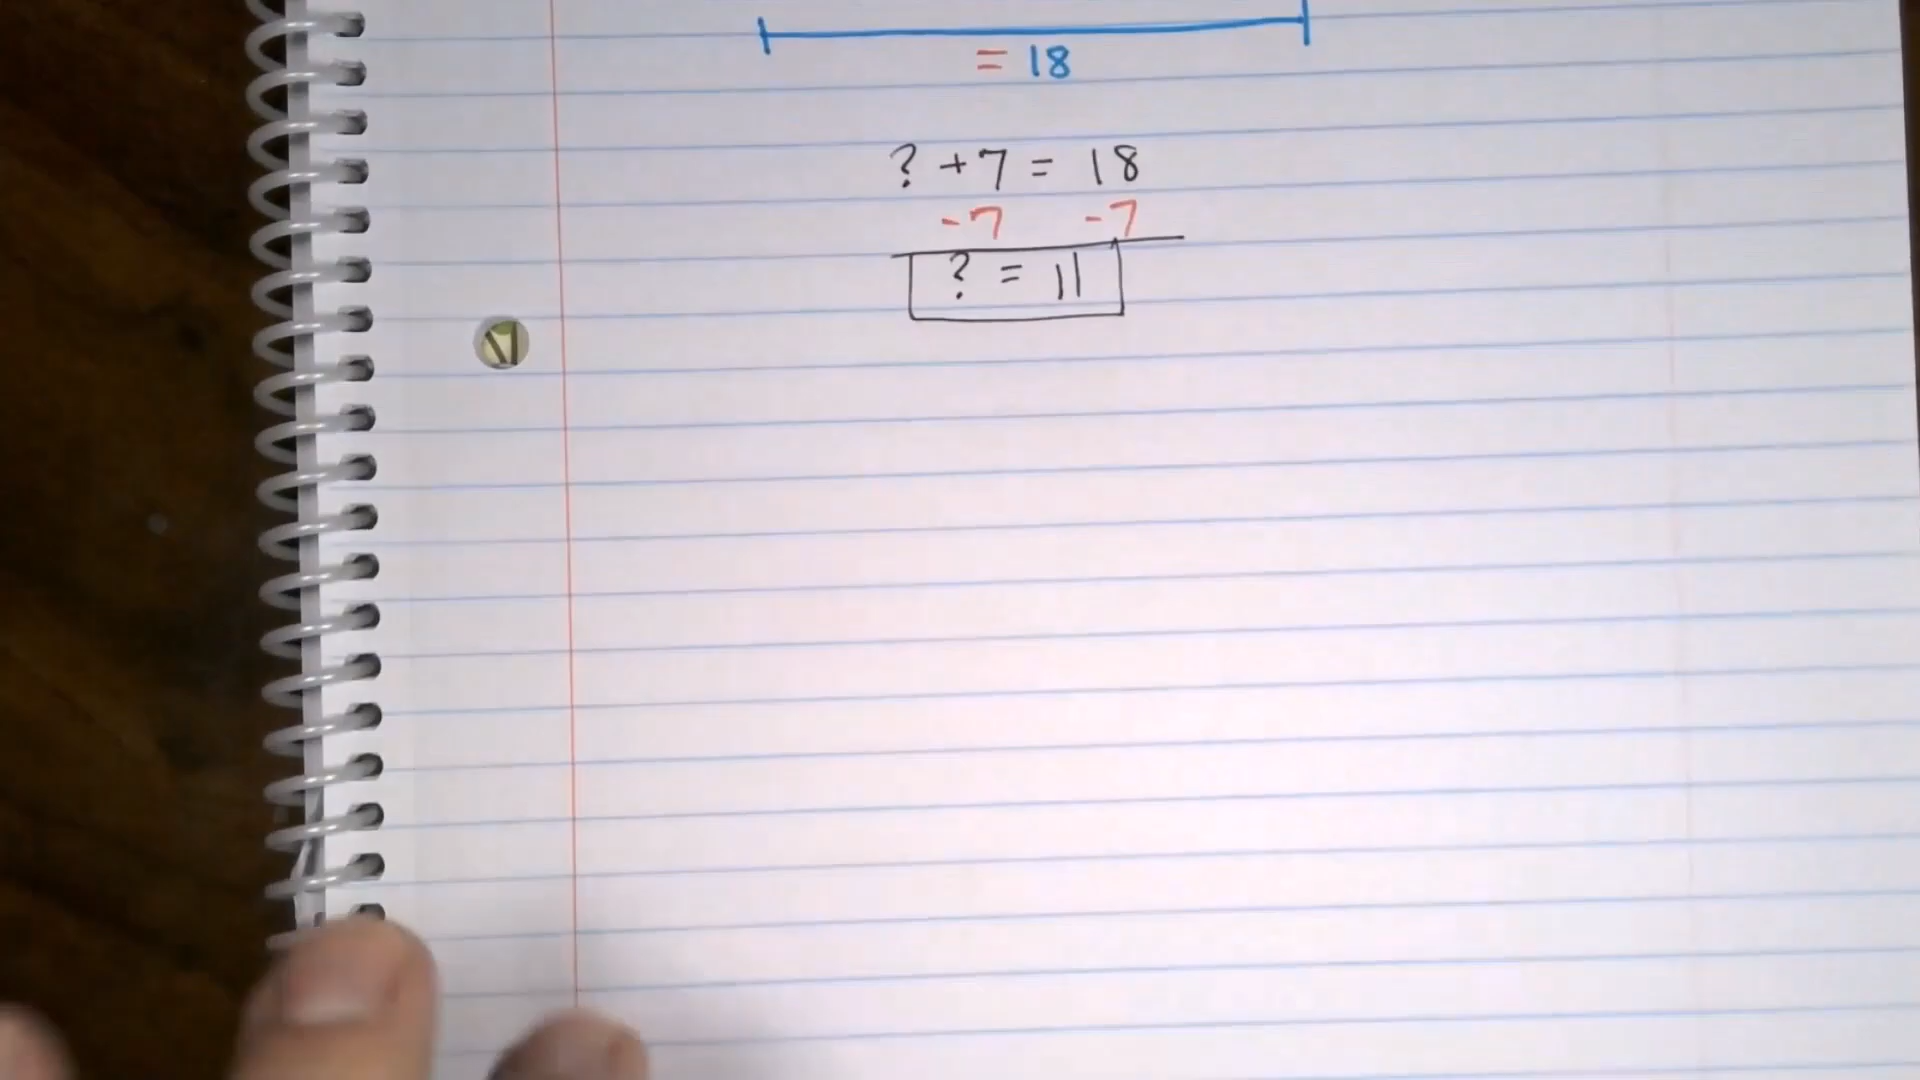 = 18
? + 7 = 18
-7 -7
? = 11